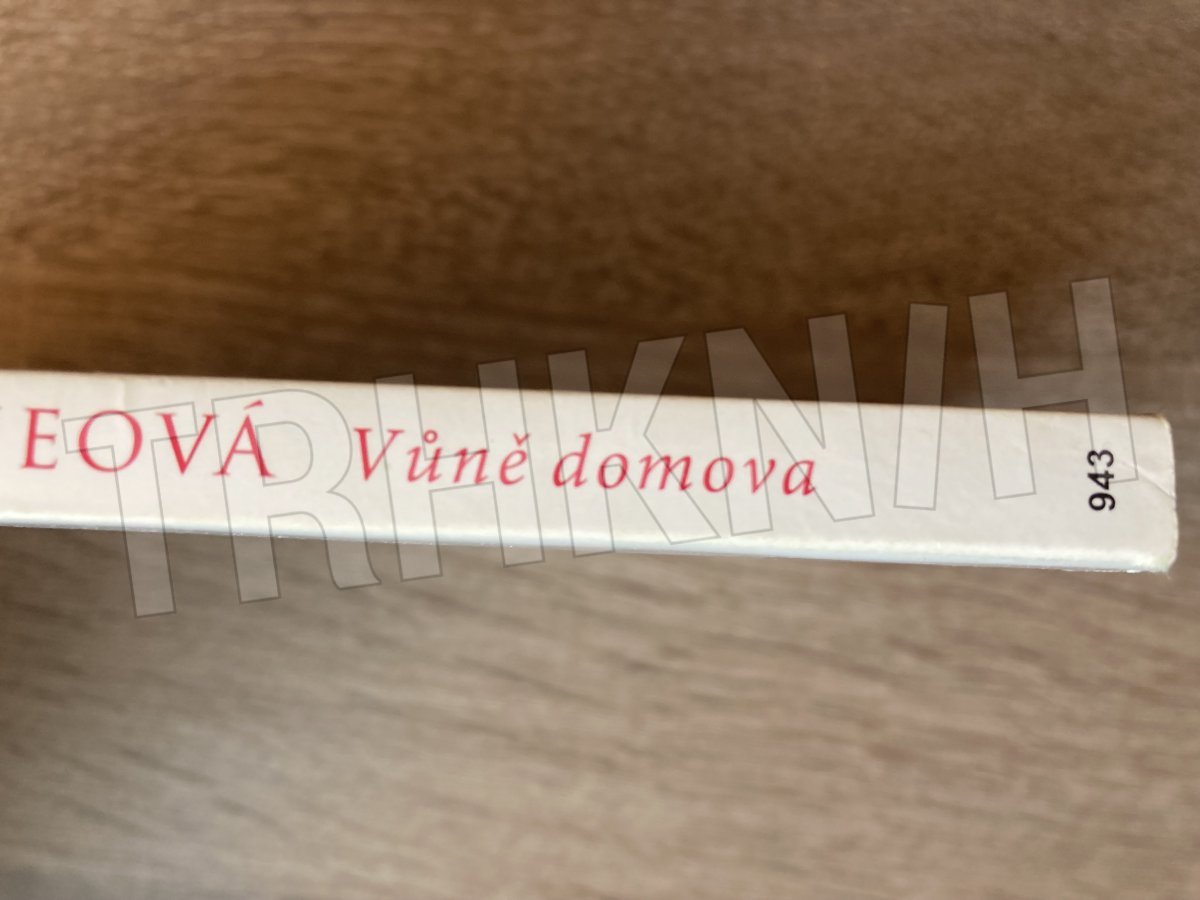 EOVÁ Vůně domova
943
TRHKNIH